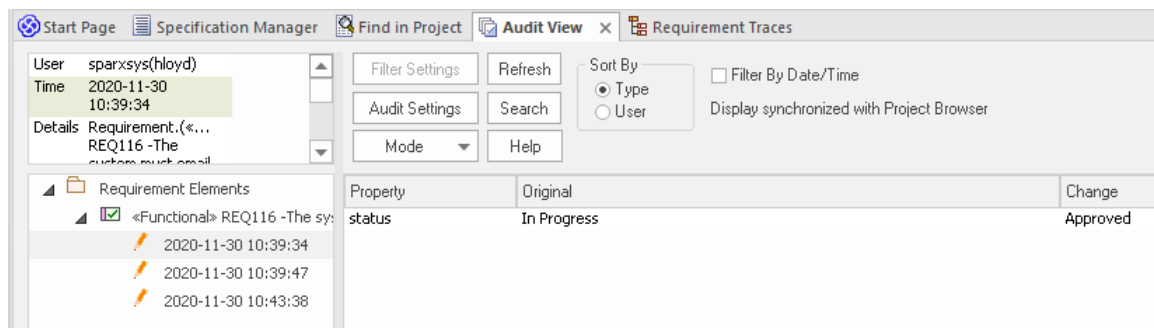 Start Page Specification Manager Find in Project Audit View Requirement Traces
User sparxsys(hloyd)
Time 2020-11-30
10:39:34
Details Requirement.(«...
REQ116 -The
system must email
Filter Settings Refresh
Audit Settings Search
Mode Help
Sort By
Type
User
Filter By Date/Time
Display synchronized with Project Browser
Requirement Elements
«Functional» REQ116 -The sy
2020-11-30 10:39:34
2020-11-30 10:39:47
2020-11-30 10:43:38
Property Original Change
status In Progress Approved